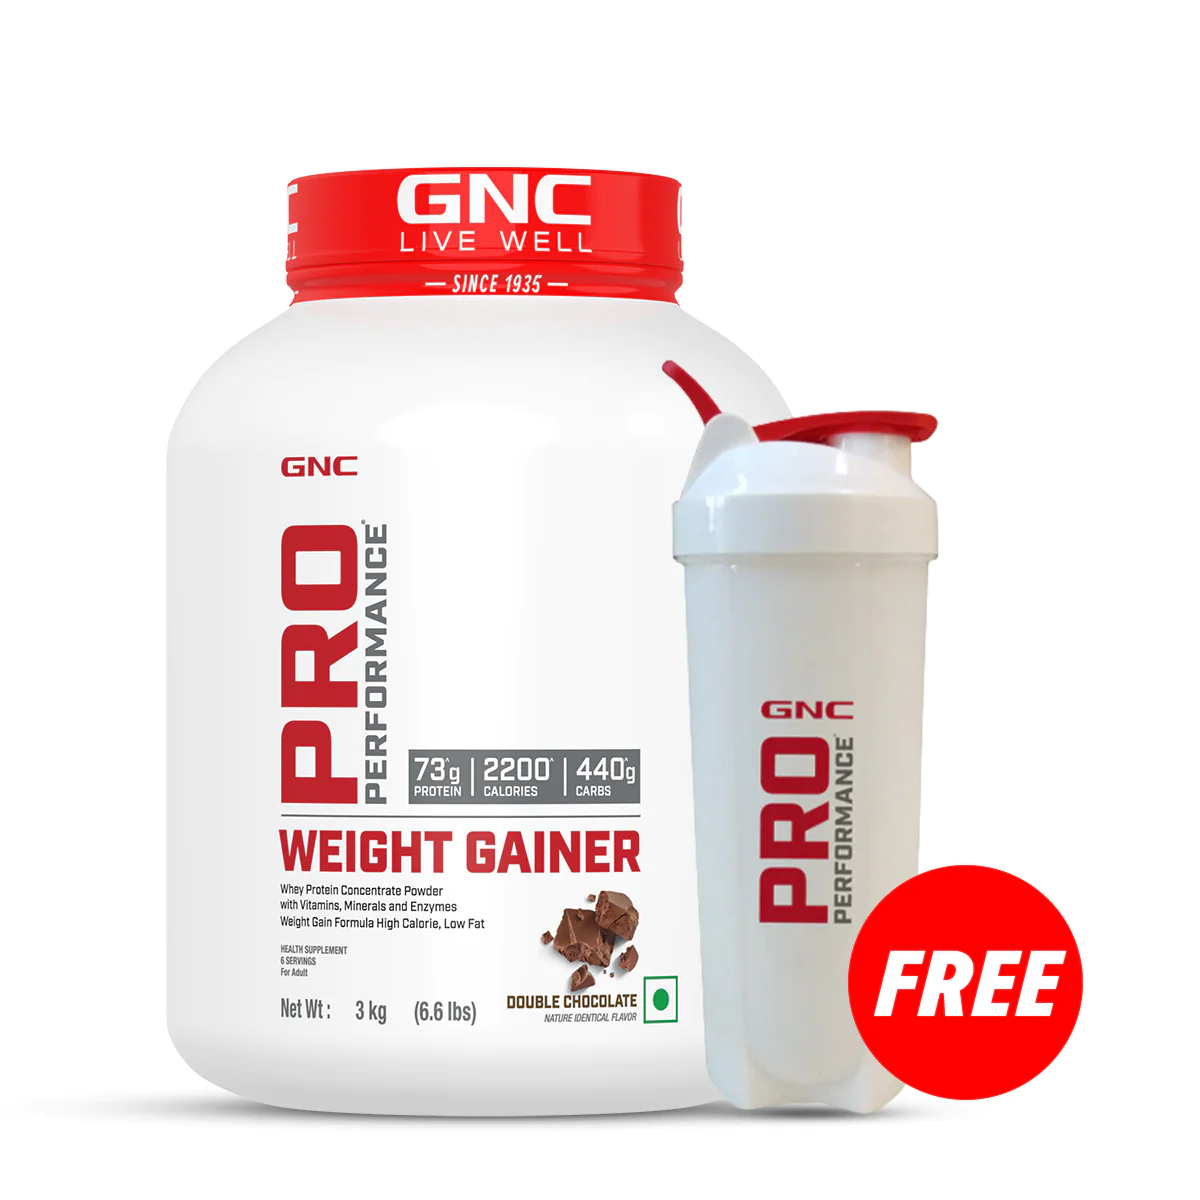 GNC
LIVE WELL
SINCE 1935
GNC
PRO
PERFORMANCE®
73^g | 2200^ | 440^g
PROTEIN CALORIES CARBS
WEIGHT GAINER
Whey Protein Concentrate Powder
with Vitamins, Minerals and Enzymes
Weight Gain Formula High Calorie, Low Fat
HEALTH SUPPLEMENT
6 SERVINGS
For Adult
Net Wt : 3 kg (6.6 lbs)
DOUBLE CHOCOLATE
NATURE IDENTICAL FLAVOR
GNC
PRO
PERFORMANCE
FREE